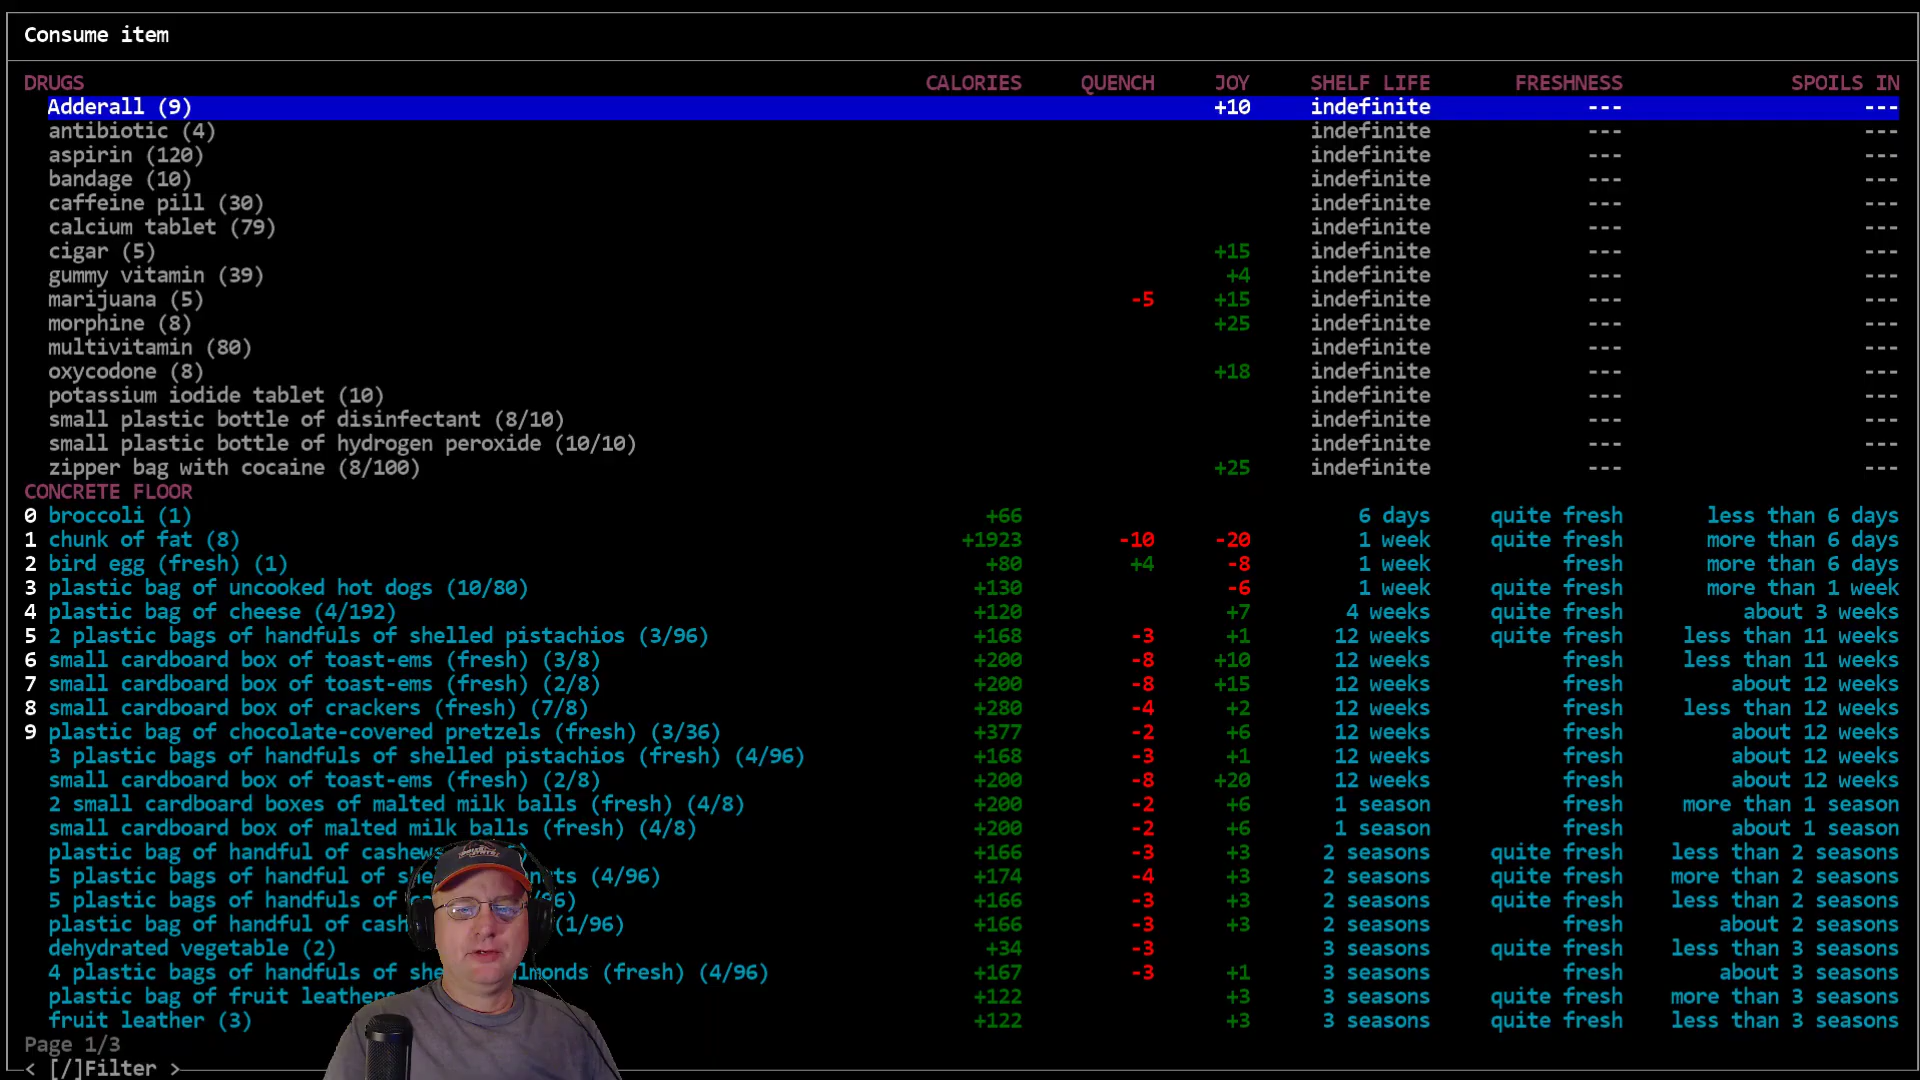 Consume item
DRUGS CALORIES QUENCH JOY SHELF LIFE FRESHNESS SPOILS IN
Adderall (9) +10 indefinite --- ---
antibiotic (4) indefinite --- ---
aspirin (120) indefinite --- ---
bandage (10) indefinite --- ---
caffeine pill (30) indefinite --- ---
calcium tablet (79) indefinite --- ---
cigar (5) +15 indefinite --- ---
gummy vitamin (39) +4 indefinite --- ---
marijuana (5) -5 +15 indefinite --- ---
morphine (8) +25 indefinite --- ---
multivitamin (80) indefinite --- ---
oxycodone (8) +18 indefinite --- ---
potassium iodide tablet (10) indefinite --- ---
small plastic bottle of disinfectant (8/10) indefinite --- ---
small plastic bottle of hydrogen peroxide (10/10) indefinite --- ---
zipper bag with cocaine (8/100) +25 indefinite --- ---
CONCRETE FLOOR
0 broccoli (1) +66 6 days quite fresh less than 6 days
1 chunk of fat (8) +1923 -10 -20 1 week quite fresh more than 6 days
2 bird egg (fresh) (1) +80 +4 -8 1 week fresh more than 6 days
3 plastic bag of uncooked hot dogs (10/80) +130 -6 1 week quite fresh more than 1 week
4 plastic bag of cheese (4/192) +120 +7 4 weeks quite fresh about 3 weeks
5 2 plastic bags of handfuls of shelled pistachios (3/96) +168 -3 +1 12 weeks quite fresh less than 11 weeks
6 small cardboard box of toast-ems (fresh) (3/8) +200 -8 +10 12 weeks fresh less than 11 weeks
7 small cardboard box of toast-ems (fresh) (2/8) +200 -8 +15 12 weeks fresh about 12 weeks
8 small cardboard box of crackers (fresh) (7/8) +280 -4 +2 12 weeks fresh less than 12 weeks
9 plastic bag of chocolate-covered pretzels (fresh) (3/36) +377 -2 +6 12 weeks fresh about 12 weeks
3 plastic bags of handfuls of shelled pistachios (fresh) (4/96) +168 -3 +1 12 weeks fresh about 12 weeks
small cardboard box of toast-ems (fresh) (2/8) +200 -8 +20 12 weeks fresh about 12 weeks
2 small cardboard boxes of malted milk balls (fresh) (4/8) +200 -2 +6 1 season fresh more than 1 season
small cardboard box of malted milk balls (fresh) (4/8) +200 -2 +6 1 season fresh about 1 season
plastic bag of handful of cashews +166 -3 +3 2 seasons quite fresh less than 2 seasons
5 plastic bags of handful of (4/96) +174 -4 +3 2 seasons quite fresh more than 2 seasons
5 plastic bags of handfuls of +166 -3 +3 2 seasons quite fresh less than 2 seasons
plastic bag of handful of (1/96) +166 -3 +3 2 seasons fresh about 2 seasons
dehydrated vegetable (2) +34 -3 3 seasons quite fresh less than 3 seasons
4 plastic bags of handfuls of almonds (fresh) (4/96) +167 -3 +1 3 seasons fresh about 3 seasons
plastic bag of fruit leathers +122 +3 3 seasons quite fresh more than 3 seasons
fruit leather (3) +122 +3 3 seasons quite fresh less than 3 seasons
Page 1/3
< [/]Filter >